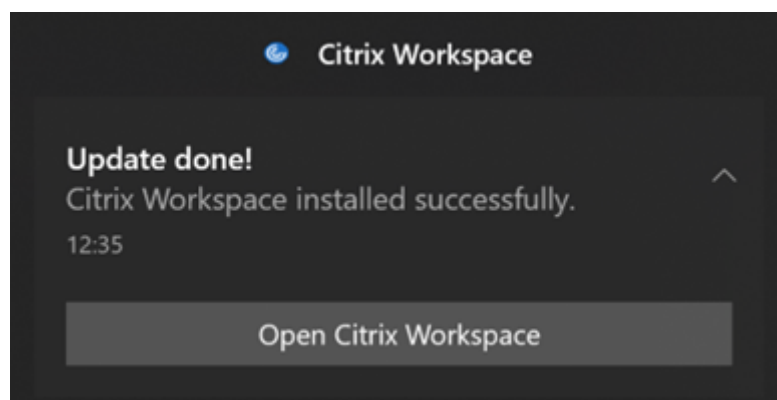 Citrix Workspace
Update done!
Citrix Workspace installed successfully.
12:35
Open Citrix Workspace